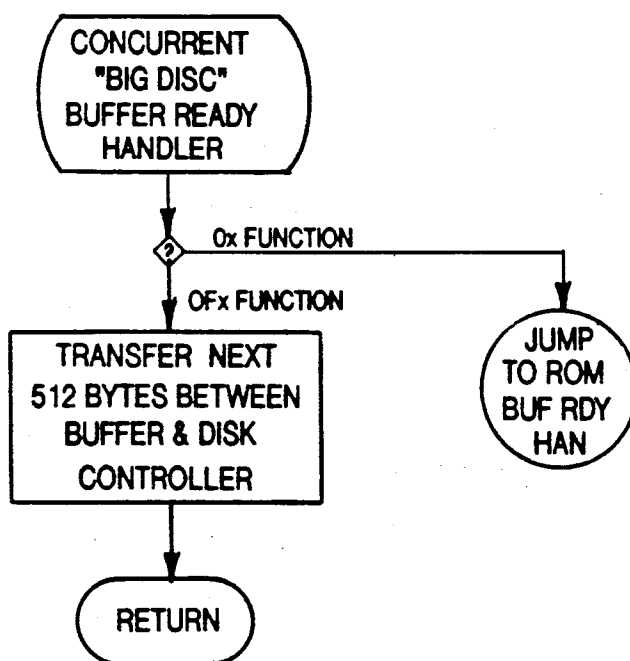 CONCURRENT
"BIG DISC"
BUFFER READY
HANDLER
?
0x FUNCTION
OFx FUNCTION
TRANSFER NEXT
512 BYTES BETWEEN
BUFFER & DISK
CONTROLLER
JUMP
TO ROM
BUF RDY
HAN
RETURN